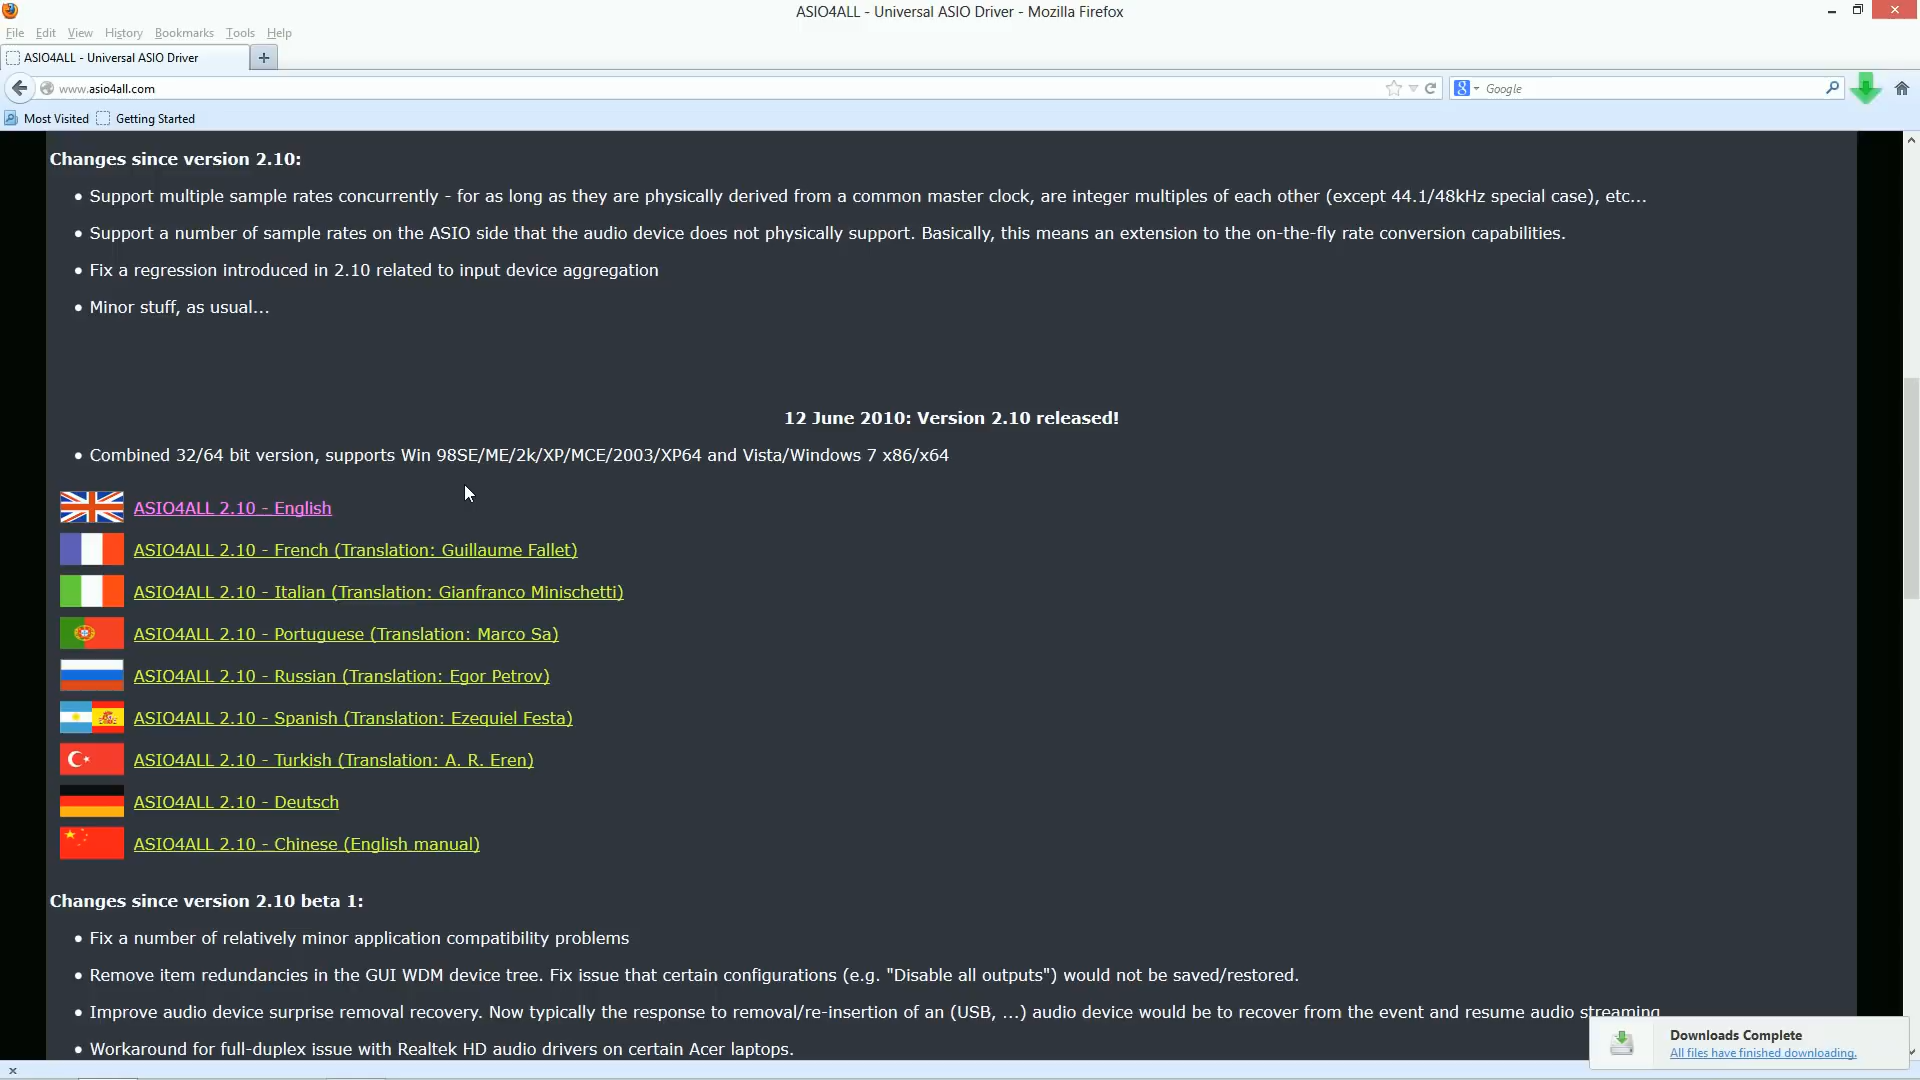 ASIO4ALL - Universal ASIO Driver - Mozilla Firefox
File Edit View History Bookmarks Tools Help
ASIO4ALL - Universal ASIO Driver
www.asio4all.com
Google
Most Visited Getting Started
Changes since version 2.10:
• Support multiple sample rates concurrently - for as long as they are physically derived from a common master clock, are integer multiples of each other (except 44.1/48kHz special case), etc...
• Support a number of sample rates on the ASIO side that the audio device does not physically support. Basically, this means an extension to the on-the-fly rate conversion capabilities.
• Fix a regression introduced in 2.10 related to input device aggregation
• Minor stuff, as usual...
12 June 2010: Version 2.10 released!
• Combined 32/64 bit version, supports Win 98SE/ME/2k/XP/MCE/2003/XP64 and Vista/Windows 7 x86/x64
ASIO4ALL 2.10 - English
ASIO4ALL 2.10 - French (Translation: Guillaume Fallet)
ASIO4ALL 2.10 - Italian (Translation: Gianfranco Minischetti)
ASIO4ALL 2.10 - Portuguese (Translation: Marco Sa)
ASIO4ALL 2.10 - Russian (Translation: Egor Petrov)
ASIO4ALL 2.10 - Spanish (Translation: Ezequiel Festa)
ASIO4ALL 2.10 - Turkish (Translation: A. R. Eren)
ASIO4ALL 2.10 - Deutsch
ASIO4ALL 2.10 - Chinese (English manual)
Changes since version 2.10 beta 1:
• Fix a number of relatively minor application compatibility problems
• Remove item redundancies in the GUI WDM device tree. Fix issue that certain configurations (e.g. "Disable all outputs") would not be saved/restored.
• Improve audio device surprise removal recovery. Now typically the response to removal/re-insertion of an (USB, ...) audio device would be to recover from the event and resume audio streaming
• Workaround for full-duplex issue with Realtek HD audio drivers on certain Acer laptops.
Downloads Complete
All files have finished downloading.